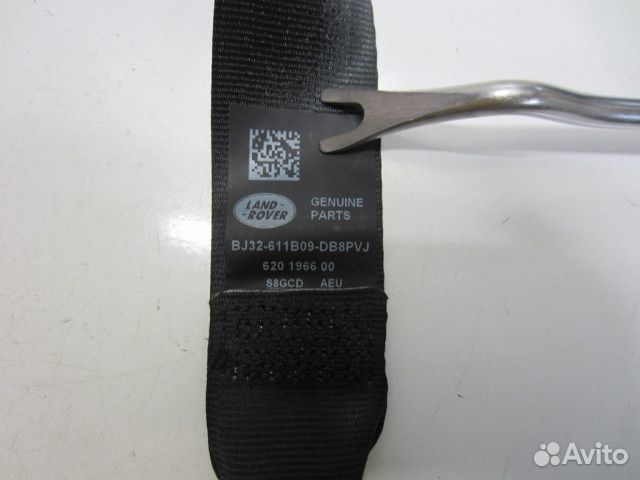 LAND-
ROVER
GENUINE
PARTS
BJ32-611B09-DB8PVJ
620 1966 00
S8GCD AEU
Avito